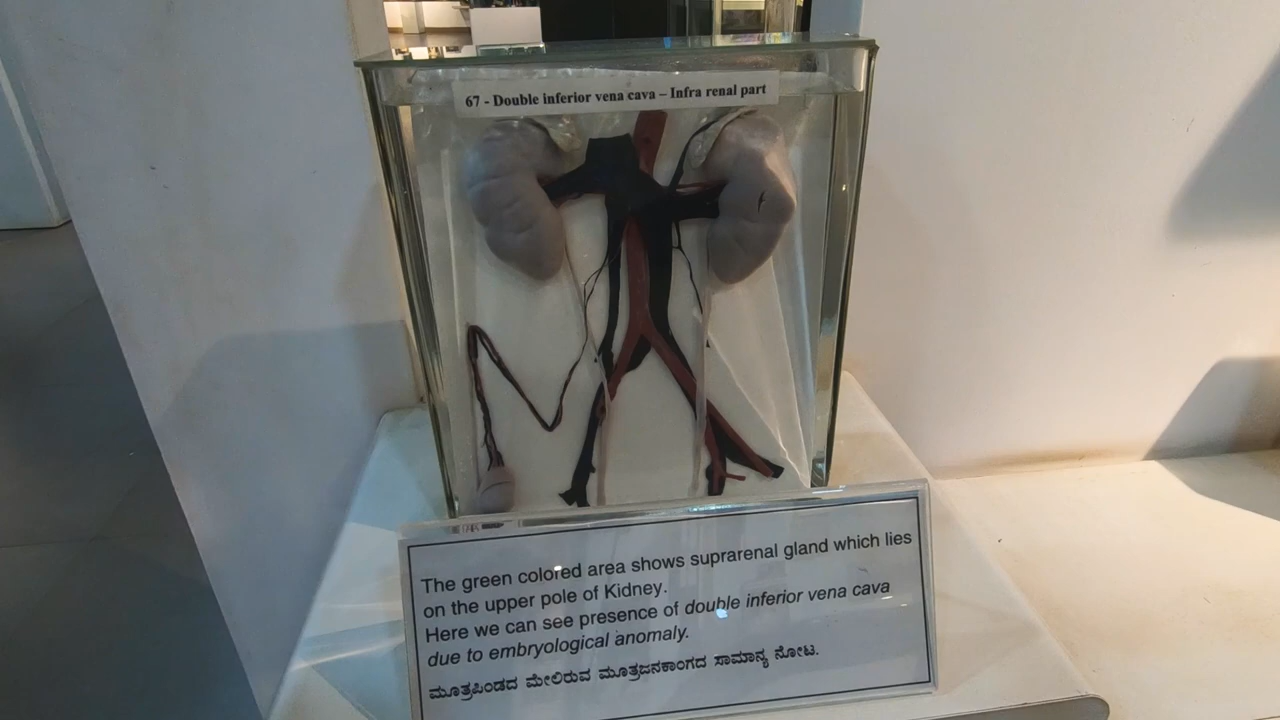 67 - Double inferior vena cava – Infra renal part
The green colored area shows suprarenal gland which lies
on the upper pole of Kidney.
Here we can see presence of double inferior vena cava
due to embryological anomaly.
ಮೂತ್ರಪಿಂಡದ ಮೇಲಿರುವ ಮೂತ್ರಜನಕಾಂಗದ ಸಾಮಾನ್ಯ ನೋಟ.